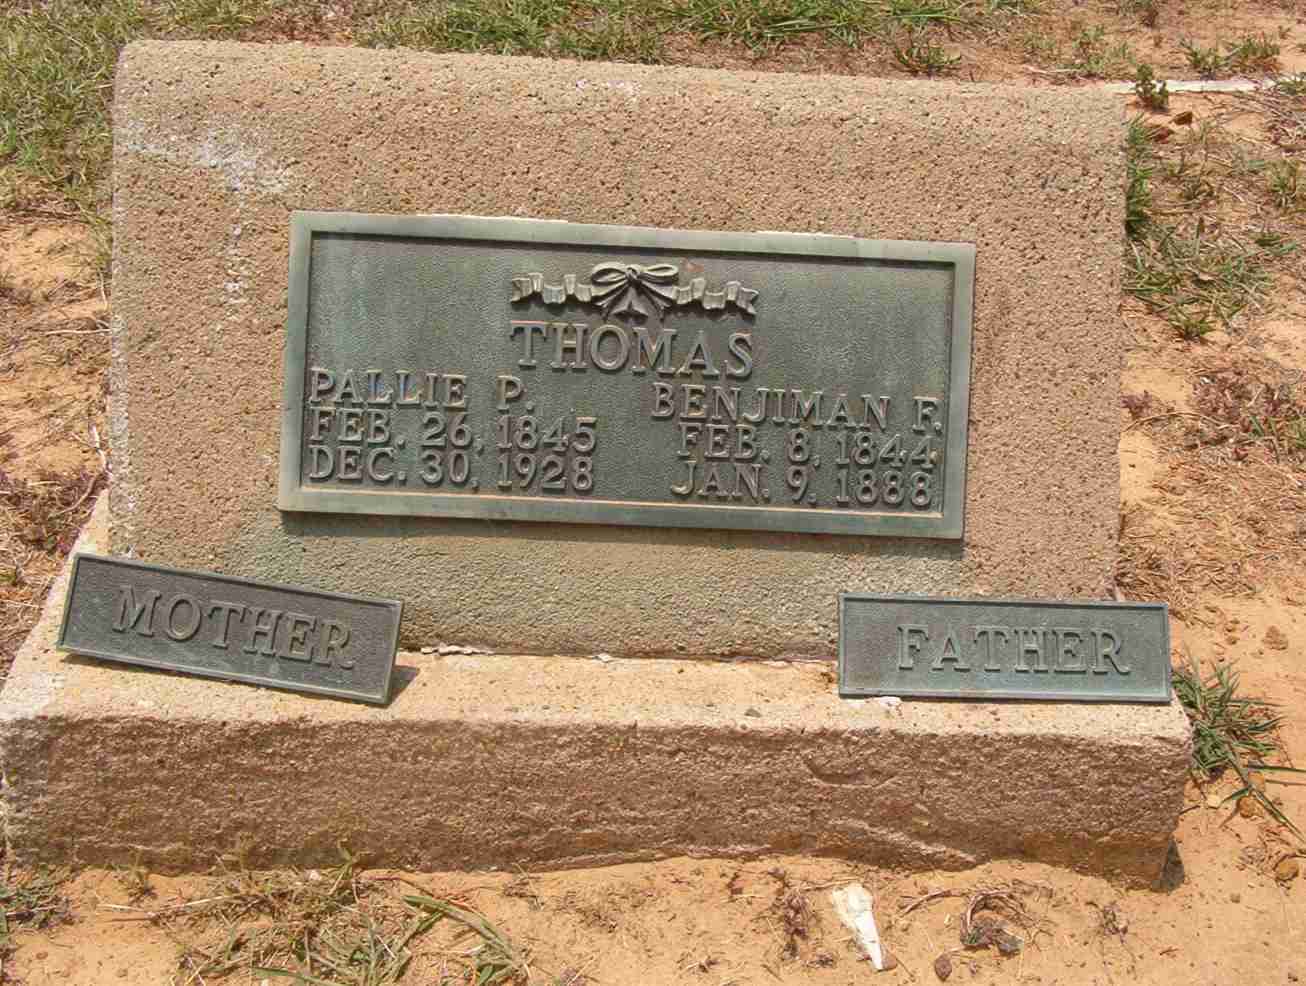 THOMAS
PALLIE P.
FEB. 26, 1845
DEC. 30, 1928
BENJIMAN F.
FEB. 8, 1844
JAN. 9, 1888
MOTHER
FATHER